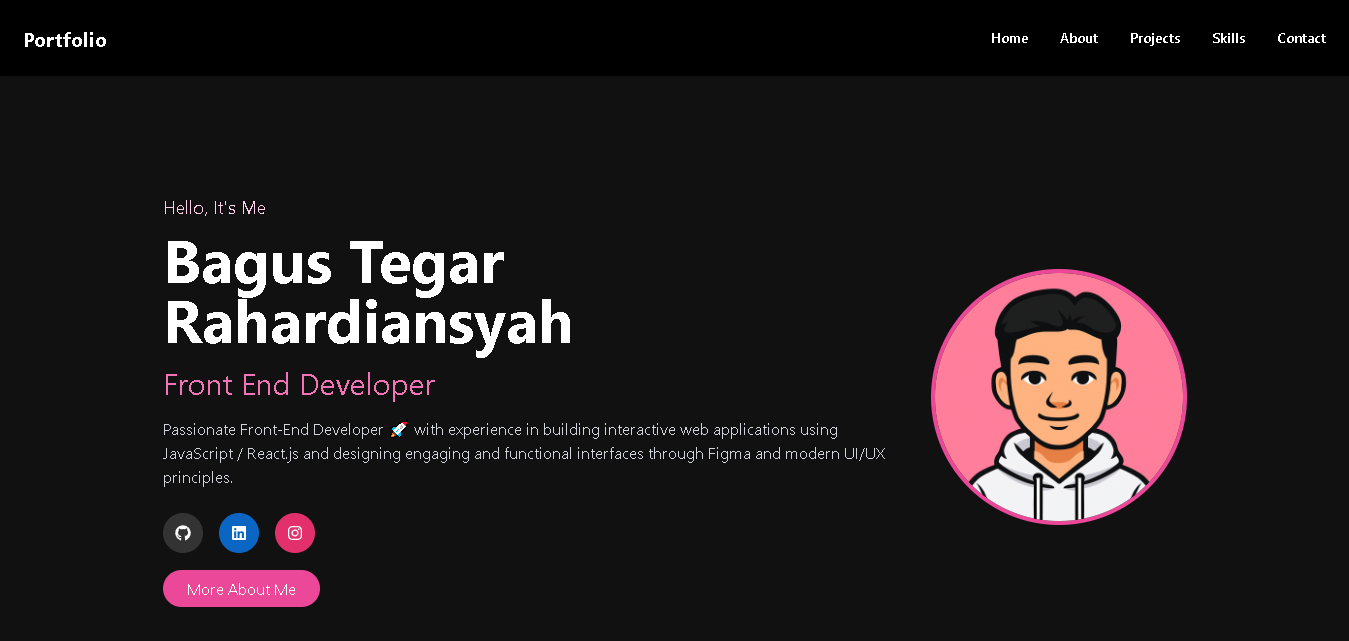 Portfolio
Home About Projects Skills Contact
Hello, It's Me
Bagus Tegar
Rahardiansyah
Front End Developer
Passionate Front-End Developer 🚀 with experience in building interactive web applications using
JavaScript / React.js and designing engaging and functional interfaces through Figma and modern UI/UX
principles.
in
More About Me